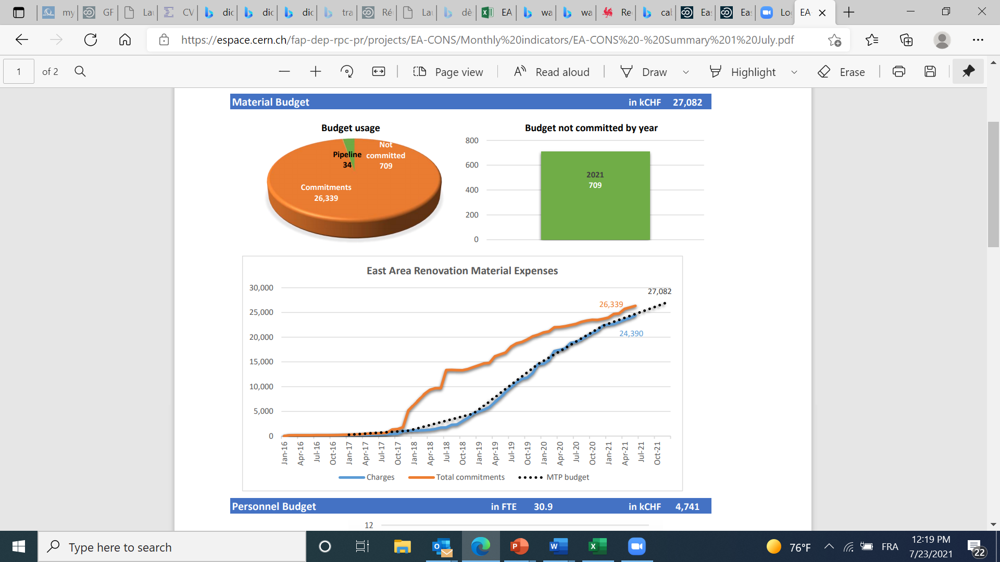 my GF Lau CV dic dic dic tra Ré Lau dè EA wa wa Re cal Eas Eas Lo EA
https://espace.cern.ch/fap-dep-rpc-pr/projects/EA-CONS/Monthly%20indicators/EA-CONS%20-%20Summary%201%20July.pdf
1 of 2 Page view Read aloud Draw Highlight Erase
Material Budget in kCHF 27,082
Budget usage
Not
Pipeline committed
34 709
Commitments
26,339
Budget not committed by year
800
600
400
200
0
2021
709
East Area Renovation Material Expenses
30,000
25,000
20,000
15,000
10,000
5,000
0
27,082
26,339
24,390
Jan-16 Apr-16 Jul-16 Oct-16 Jan-17 Apr-17 Jul-17 Oct-17 Jan-18 Apr-18 Jul-18 Oct-18 Jan-19 Apr-19 Jul-19 Oct-19 Jan-20 Apr-20 Jul-20 Oct-20 Jan-21 Apr-21 Jul-21 Oct-21
Charges Total commitments MTP budget
Personnel Budget in FTE 30.9 in kCHF 4,741
12
Type here to search
76°F
FRA
12:19 PM
7/23/2021
22